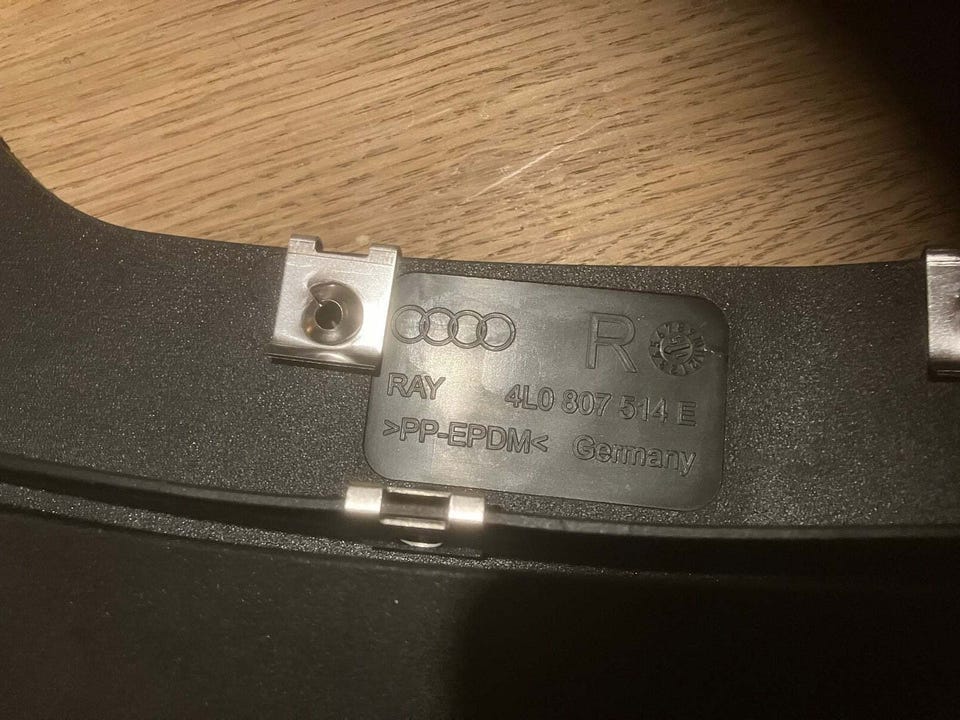 R
RAY 4L0 807 514 E
>PP-EPDM< Germany